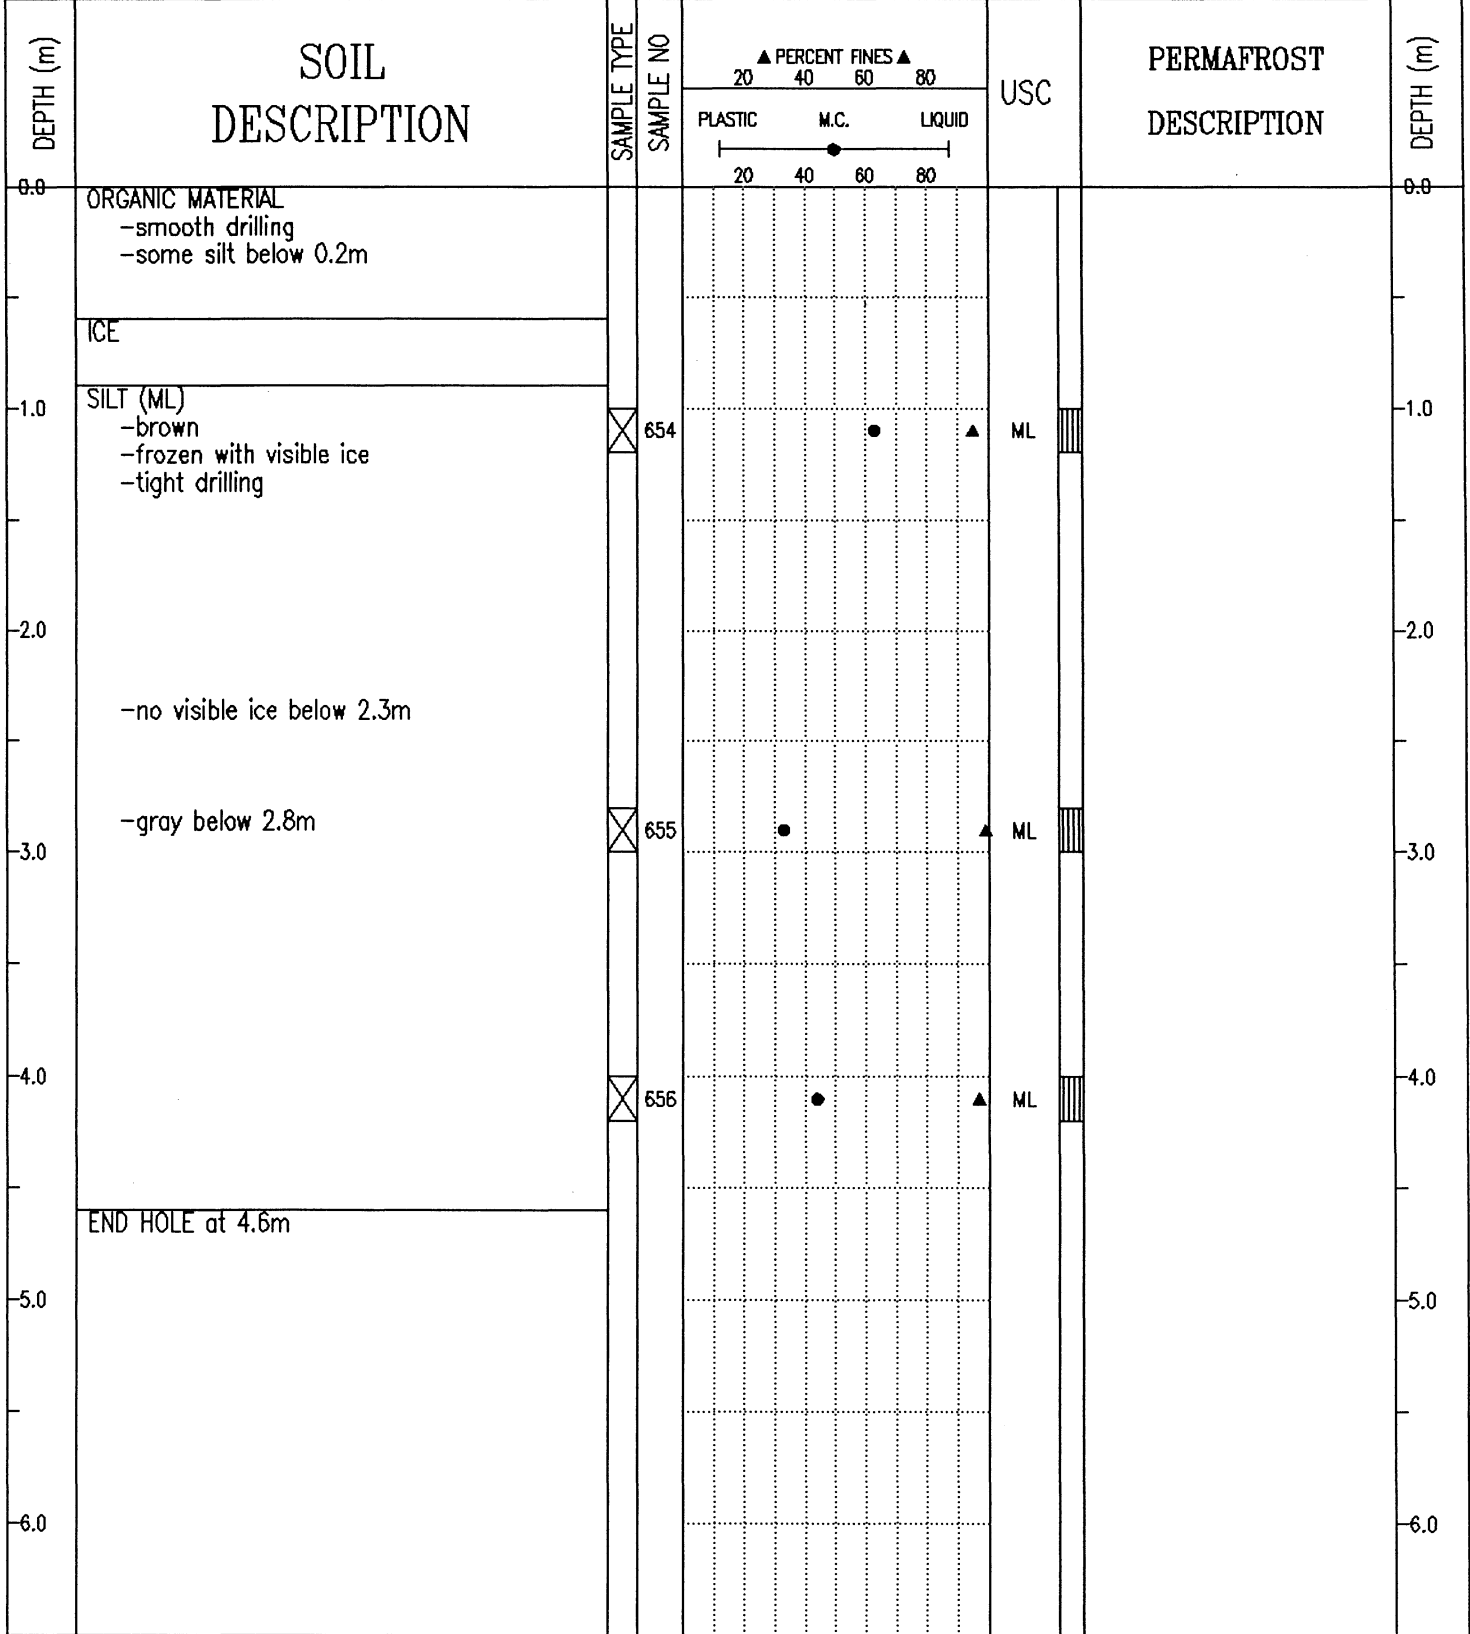 DEPTH (m)
SOIL
DESCRIPTION
SAMPLE TYPE
SAMPLE NO
▲ PERCENT FINES ▲
20 40 60 80
PLASTIC M.C. LIQUID
20 40 60 80
USC
PERMAFROST
DESCRIPTION
DEPTH (m)
0.0 0.0
ORGANIC MATERIAL
-smooth drilling
-some silt below 0.2m
ICE
SILT (ML)
1.0 1.0
-brown 654 ML
-frozen with visible ice
-tight drilling
2.0 2.0
-no visible ice below 2.3m
-gray below 2.8m 655 ML
3.0 3.0
4.0 4.0
656 ML
END HOLE at 4.6m
5.0 5.0
6.0 6.0